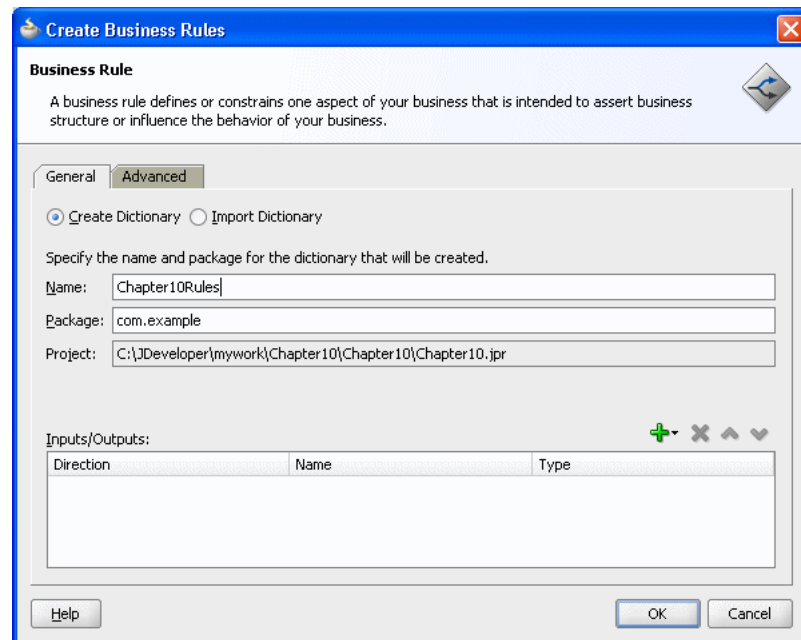 Create Business Rules
Business Rule
A business rule defines or constrains one aspect of your business that is intended to assert business
structure or influence the behavior of your business.
General Advanced
Create Dictionary Import Dictionary
Specify the name and package for the dictionary that will be created.
Name: Chapter10Rules
Package: com.example
Project: C:\JDeveloper\mywork\Chapter10\Chapter10\Chapter10.jpr
Inputs/Outputs:
Direction Name Type
Help OK Cancel